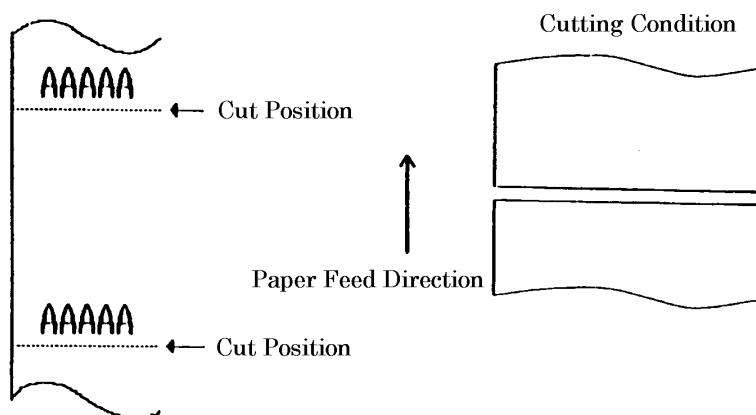 Cutting Condition
AAAAA
Cut Position
Paper Feed Direction
AAAAA
Cut Position